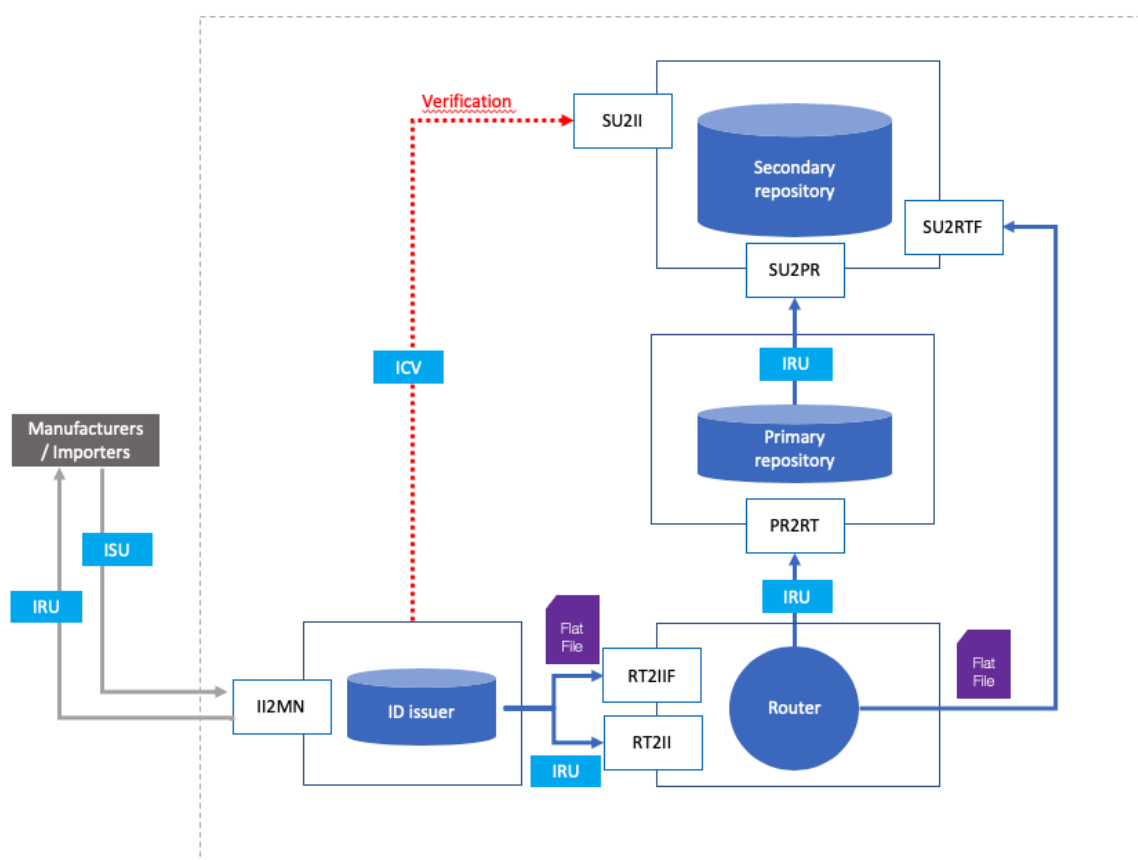 Verification
SU2II
Secondary
repository
SU2RTF
SU2PR
ICV
IRU
Manufacturers
/ Importers
Primary
repository
PR2RT
ISU
IRU
IRU
Flat
File
Flat
File
RT2IIF
II2MN
ID issuer
Router
RT2II
IRU